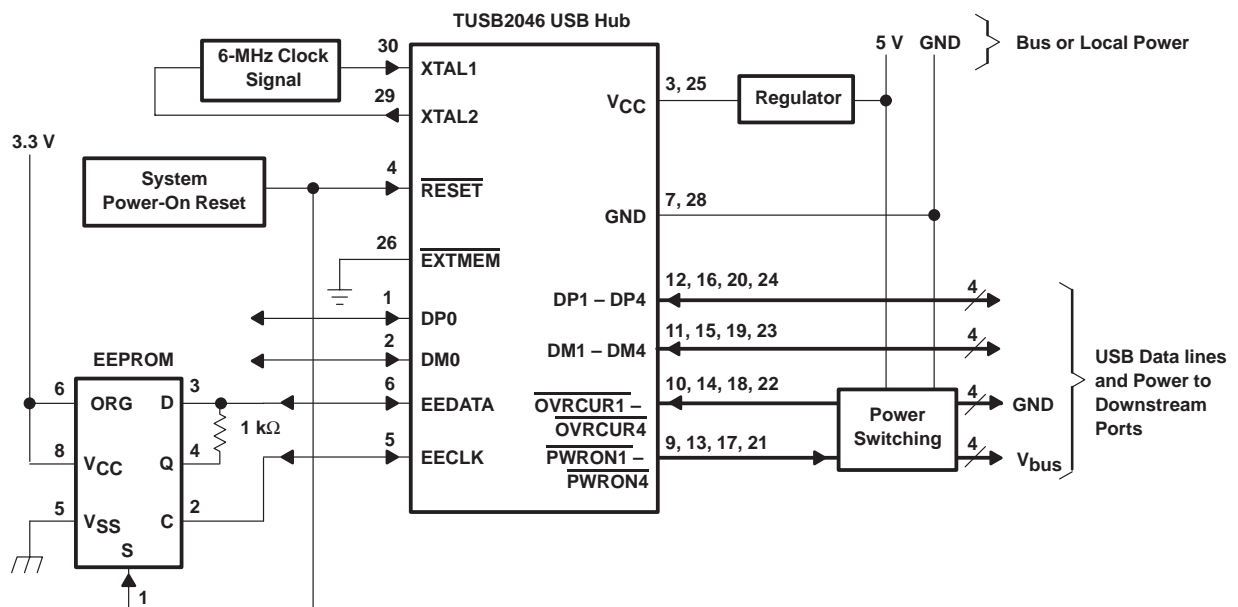 TUSB2046 USB Hub
6-MHz Clock
Signal
30
XTAL1
29
XTAL2
5 V GND
Bus or Local Power
3, 25
VCC
Regulator
3.3 V
System
Power-On Reset
4
RESET
7, 28
GND
26
EXTMEM
12, 16, 20, 24
DP1 – DP4
4
1
DP0
11, 15, 19, 23
DM1 – DM4
4
2
DM0
USB Data lines
and Power to
Downstream
Ports
EEPROM
6
ORG
D
3
6
EEDATA
1 kΩ
OVRCUR1 –
OVRCUR4
10, 14, 18, 22
Power
Switching
4
GND
8
VCC
Q
4
5
EECLK
PWRON1 –
PWRON4
9, 13, 17, 21
4
Vbus
5
VSS
C
2
S
1